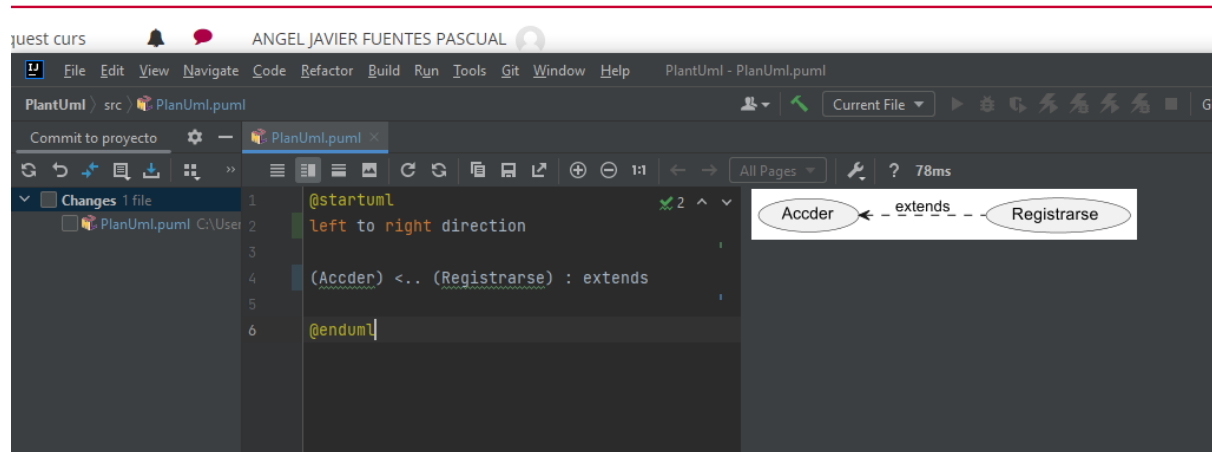 quest curs ANGEL JAVIER FUENTES PASCUAL
File Edit View Navigate Code Refactor Build Run Tools Git Window Help PlantUml - PlanUml.puml
PlantUml src PlanUml.puml Current File G
Commit to proyecto PlanUml.puml
1:1 All Pages ? 78ms
Changes 1 file
PlanUml.puml C:\User
1 @startuml 2
2 left to right direction
3
4 (Accder) <.. (Registrarse) : extends
5
6 @enduml
Accder extends Registrarse